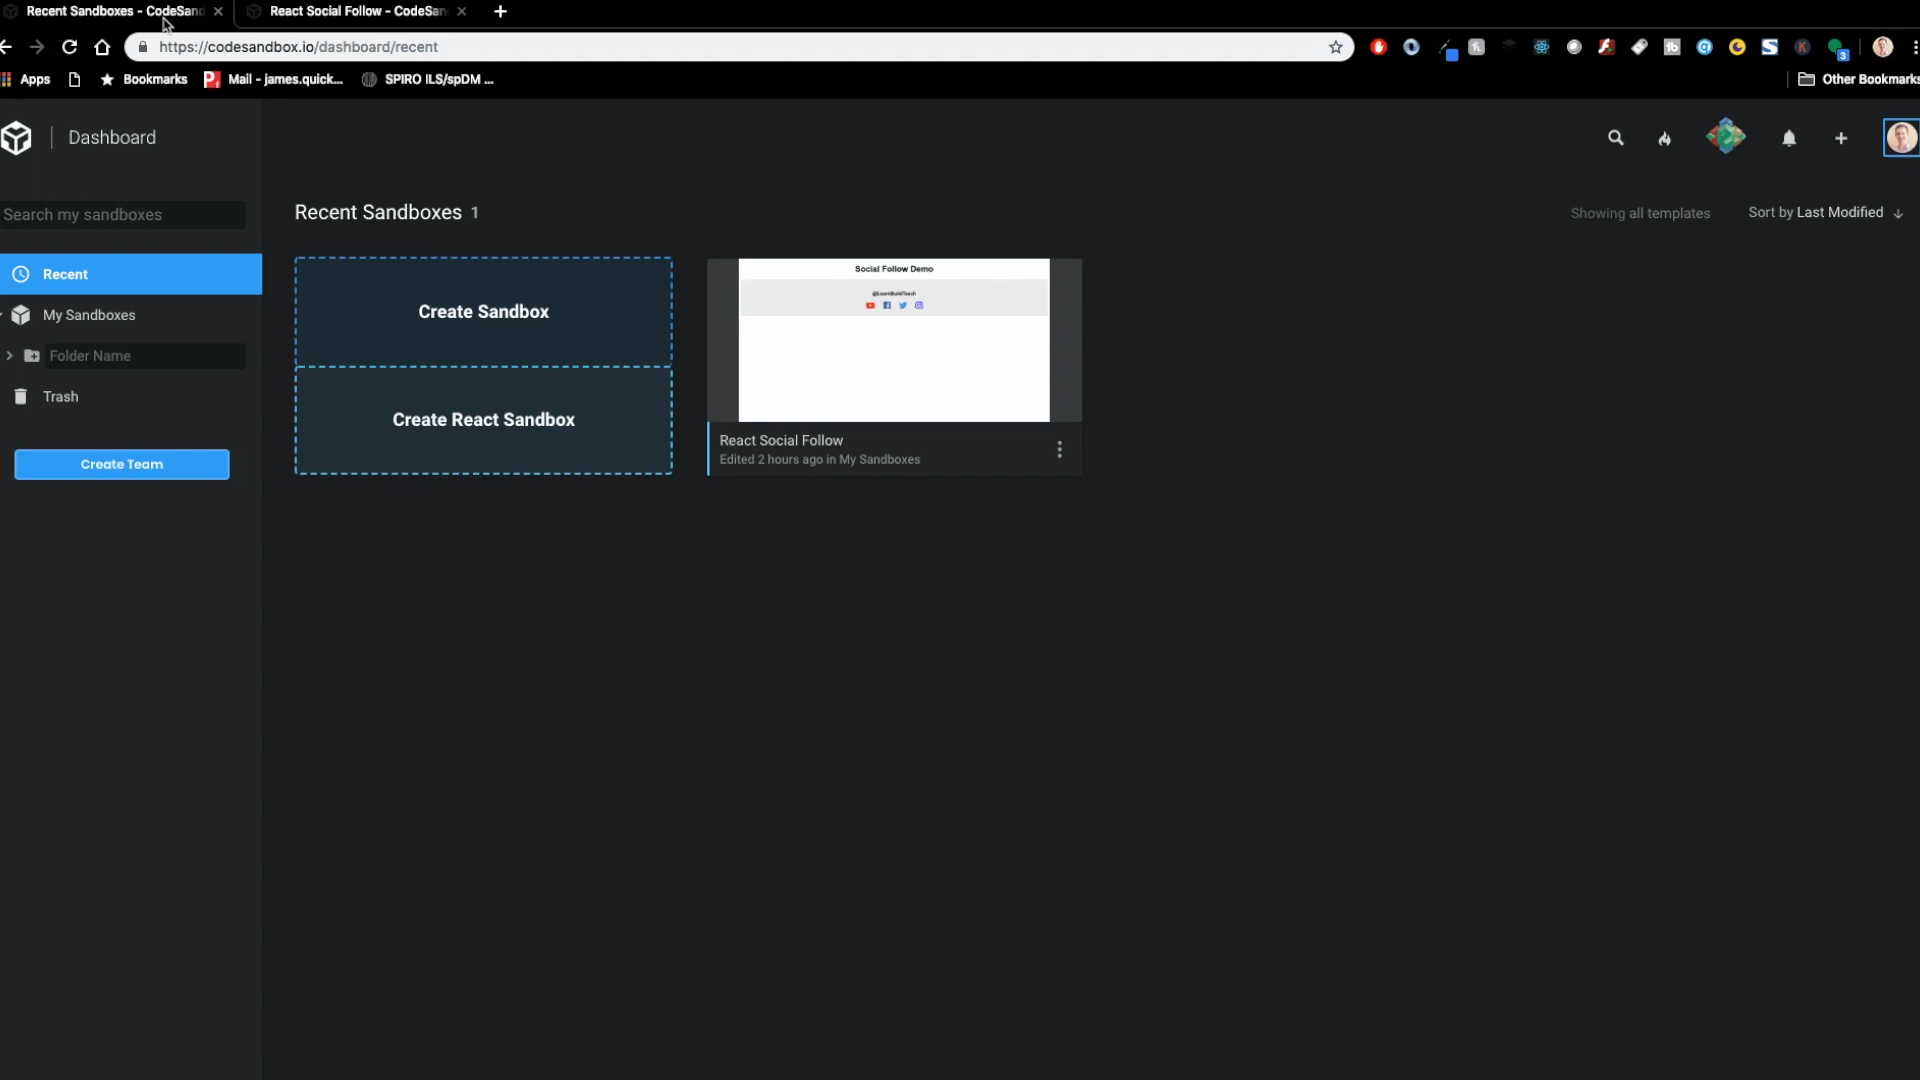 Recent Sandboxes - CodeSand
React Social Follow - CodeSan
https://codesandbox.io/dashboard/recent
Apps
Bookmarks
Mail - james.quick...
SPIRO ILS/spDM ...
Other Bookmarks
Dashboard
Search my sandboxes
Recent
My Sandboxes
Folder Name
Trash
Create Team
Recent Sandboxes 1
Showing all templates
Sort by Last Modified
Create Sandbox
Create React Sandbox
Social Follow Demo
@LearnBuildTeach
React Social Follow
Edited 2 hours ago in My Sandboxes
3